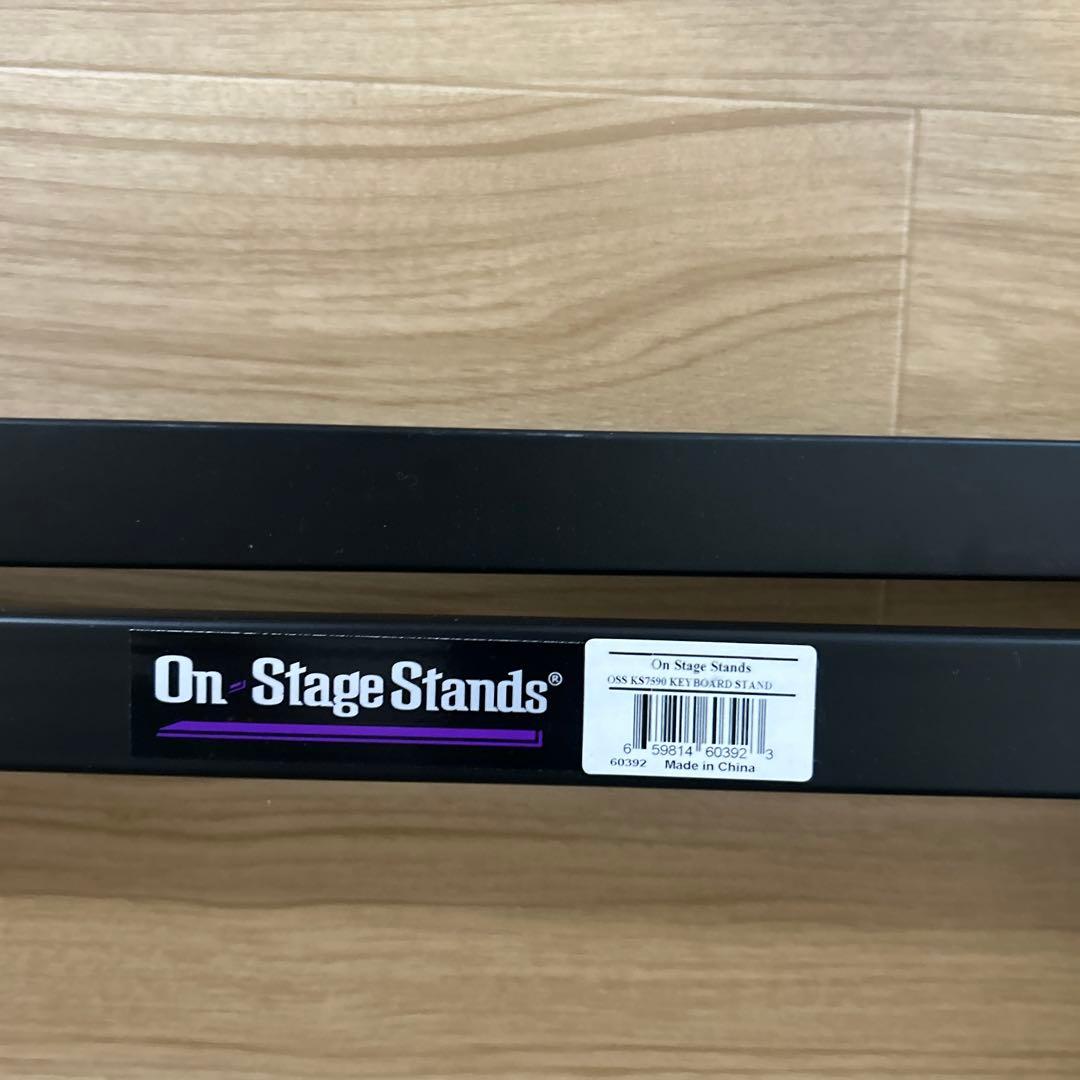 On-Stage Stands®
On Stage Stands
OSS KS7590 KEYBOARD STAND
6 59814 60392 3
60392 Made in China